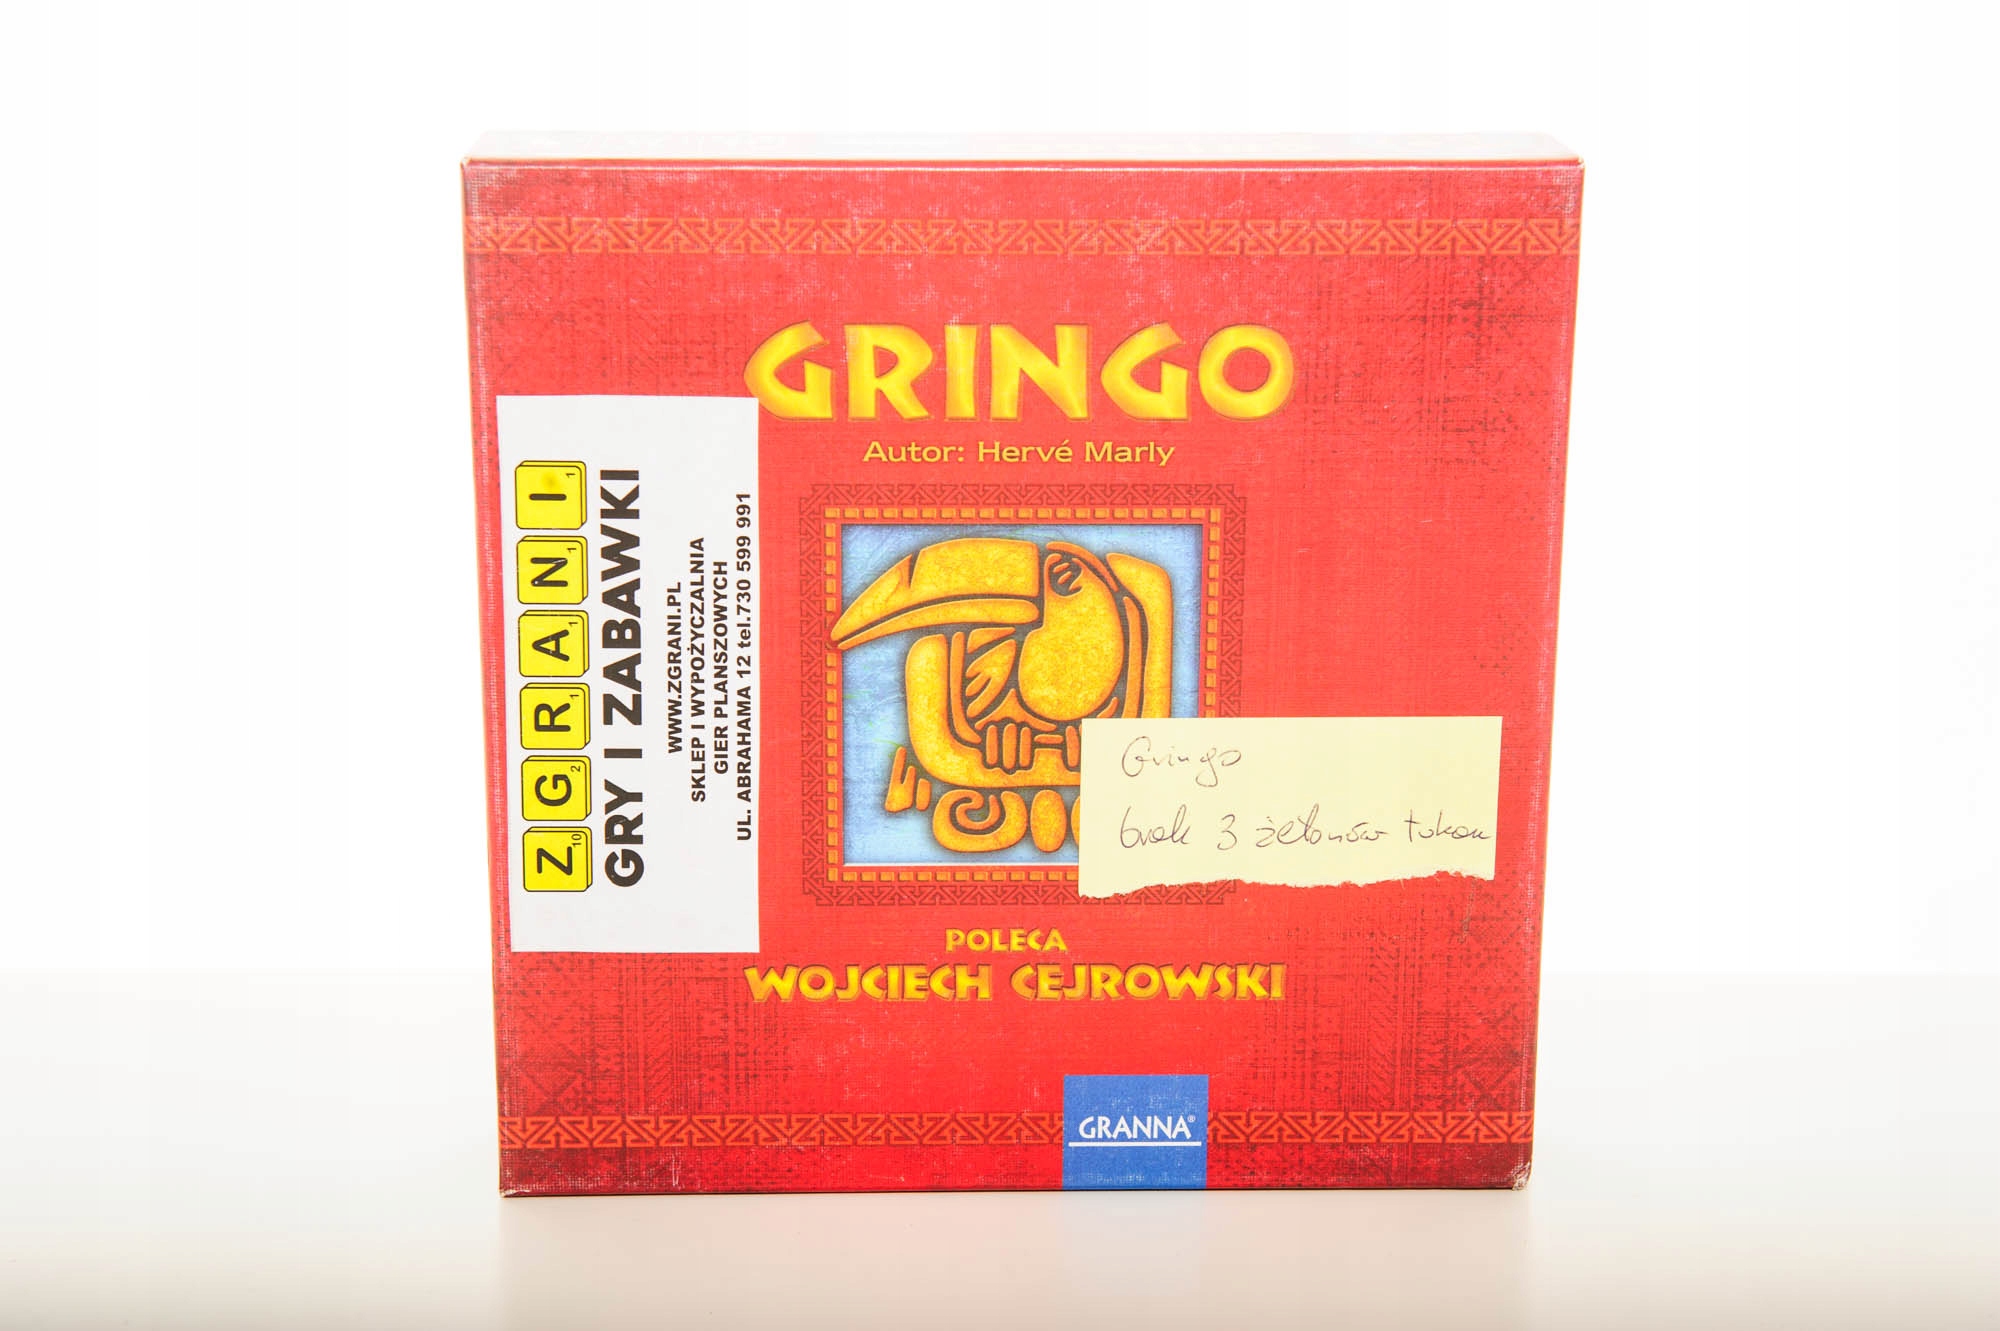 GRINGO
Autor: Hervé Marly
ZGRANI
GRY I ZABAWKI
WWW.ZGRANI.PL
SKLEP I WYPOŻYCZALNIA
GIER PLANSZOWYCH
UL. ABRAHAMA 12 tel.730 599 991
Gringo
brak 3 żetonów tukan
POLECA
WOJCIECH CEJROWSKI
GRANNA®